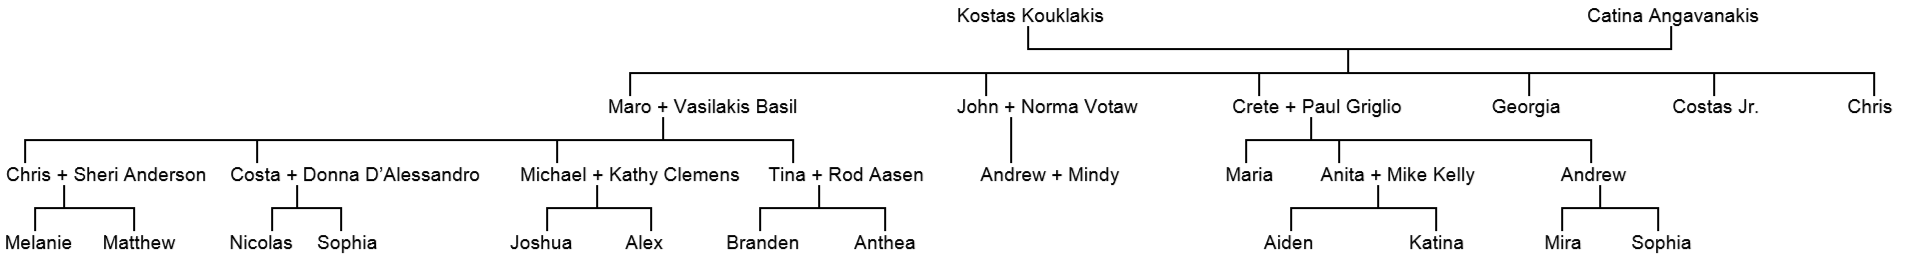 Kostas Kouklakis Catina Angavanakis
Maro + Vasilakis Basil John + Norma Votaw Crete + Paul Griglio Georgia Costas Jr. Chris
Chris + Sheri Anderson Costa + Donna D’Alessandro Michael + Kathy Clemens Tina + Rod Aasen Andrew + Mindy Maria Anita + Mike Kelly Andrew
Melanie Matthew Nicolas Sophia Joshua Alex Branden Anthea Aiden Katina Mira Sophia